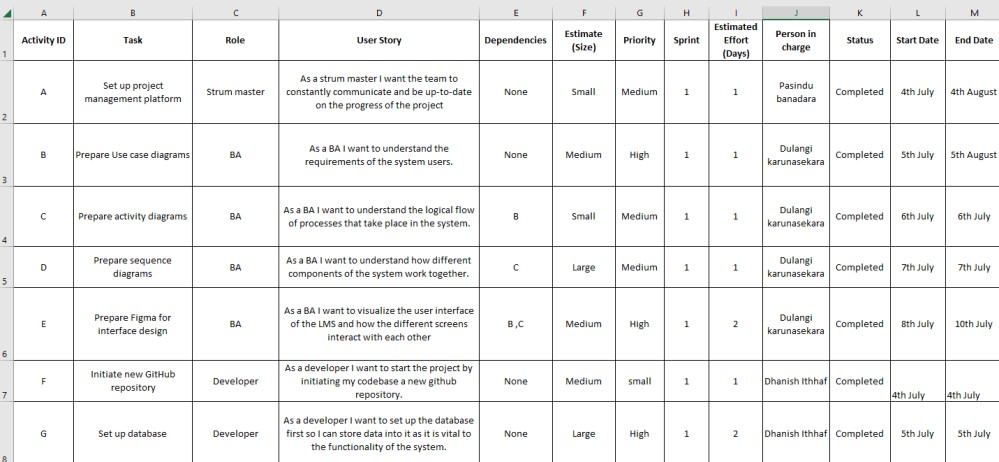 A B C D E F G H I J K L M
1 Activity ID Task Role User Story Dependencies Estimate (Size) Priority Sprint Estimated Effort (Days) Person in charge Status Start Date End Date
2 A Set up project management platform Strum master As a strum master I want the team to constantly communicate and be up-to-date on the progress of the project None Small Medium 1 1 Pasindu banadara Completed 4th July 4th August
3 B Prepare Use case diagrams BA As a BA I want to understand the requirements of the system users. None Medium High 1 1 Dulangi karunasekara Completed 5th July 5th August
4 C Prepare activity diagrams BA As a BA I want to understand the logical flow of processes that take place in the system. B Small Medium 1 1 Dulangi karunasekara Completed 6th July 6th July
5 D Prepare sequence diagrams BA As a BA I want to understand how different components of the system work together. C Large Medium 1 1 Dulangi karunasekara Completed 7th July 7th July
6 E Prepare Figma for interface design BA As a BA I want to visualize the user interface of the LMS and how the different screens interact with each other B ,C Medium High 1 2 Dulangi karunasekara Completed 8th July 10th July
7 F Initiate new GitHub repository Developer As a developer I want to start the project by initiating my codebase a new github repository. None Medium small 1 1 Dhanish Ithhaf Completed 4th July 4th July
8 G Set up database Developer As a developer I want to set up the database first so I can store data into it as it is vital to the functionality of the system. None Large High 1 2 Dhanish Ithhaf Completed 5th July 5th July